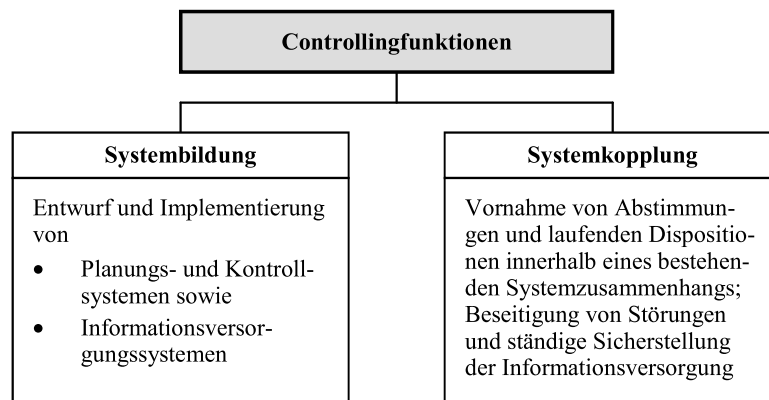 Controllingfunktionen
Systembildung
Entwurf und Implementierung
von
• Planungs- und Kontroll-
systemen sowie
• Informationsversor-
gungssystemen
Systemkopplung
Vornahme von Abstimmun-
gen und laufenden Dispositio-
nen innerhalb eines bestehen-
den Systemzusammenhangs;
Beseitigung von Störungen
und ständige Sicherstellung
der Informationsversorgung